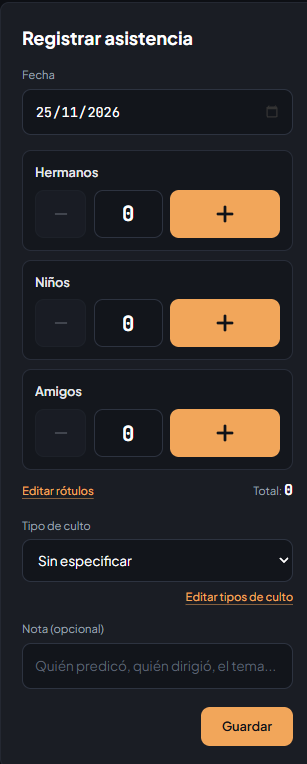 Registrar asistencia
Fecha
25/11/2026
Hermanos
− 0 +
Niños
− 0 +
Amigos
− 0 +
Editar rótulos Total: 0
Tipo de culto
Sin especificar
Editar tipos de culto
Nota (opcional)
Quién predicó, quién dirigió, el tema...
Guardar